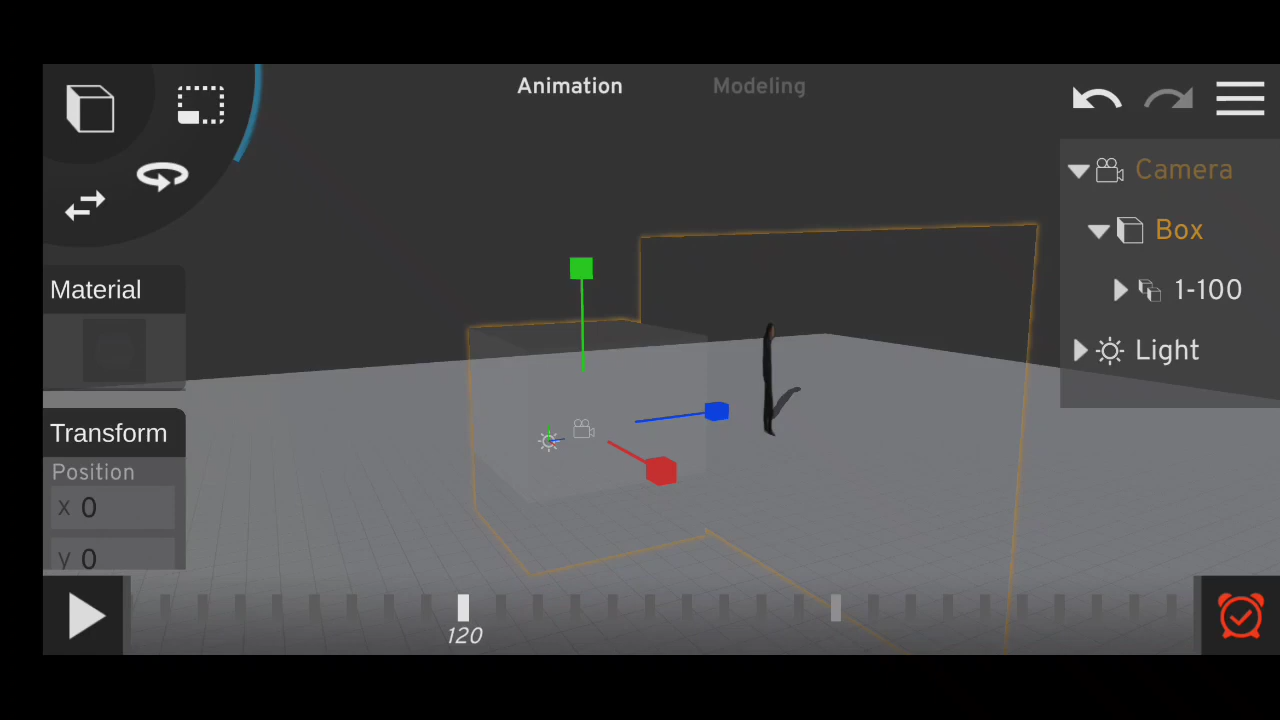 Animation
Modeling
Camera
Box
1-100
Light
Material
Transform
Position
x 0
y 0
120